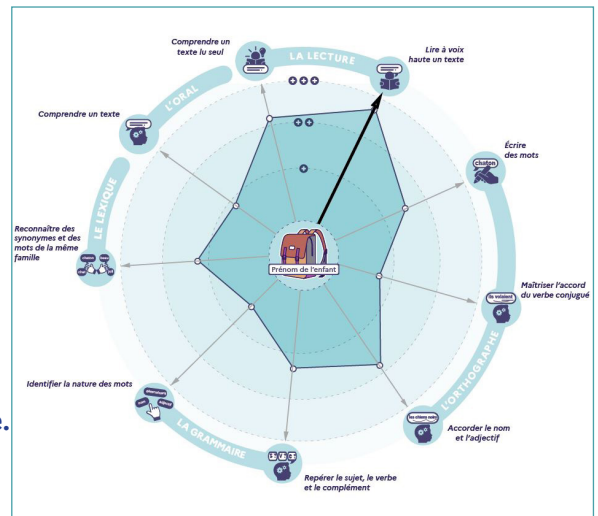 Comprendre un
texte lu seul
LA LECTURE
Lire à voix
haute un texte
L'ORAL
Comprendre un texte
Écrire
des mots
chaton
LE LEXIQUE
Reconnaître des
synonymes et des
mots de la même
famille
Prénom de l'enfant
Maîtriser l'accord
du verbe conjugué
ils volaient
L'ORTHOGRAPHE
Identifier la nature des mots
LA GRAMMAIRE
Accorder le nom
et l'adjectif
les chiens noirs
Repérer le sujet, le verbe
et le complément
e.